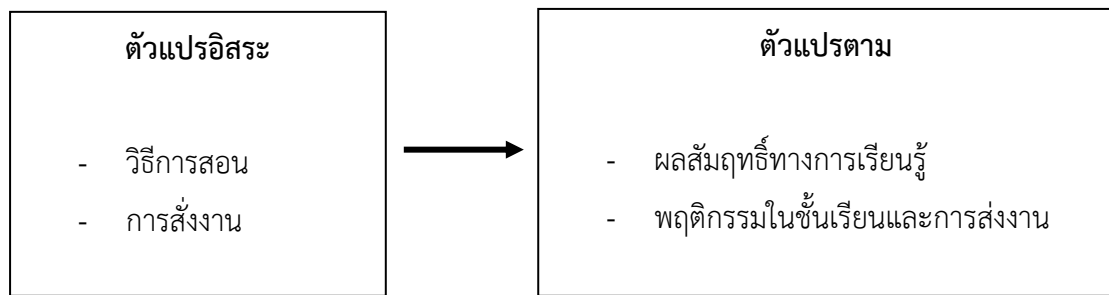 ตัวแปรอิสระ
- วิธีการสอน
- การสั่งงาน
ตัวแปรตาม
- ผลสัมฤทธิ์ทางการเรียนรู้
- พฤติกรรมในชั้นเรียนและการส่งงาน